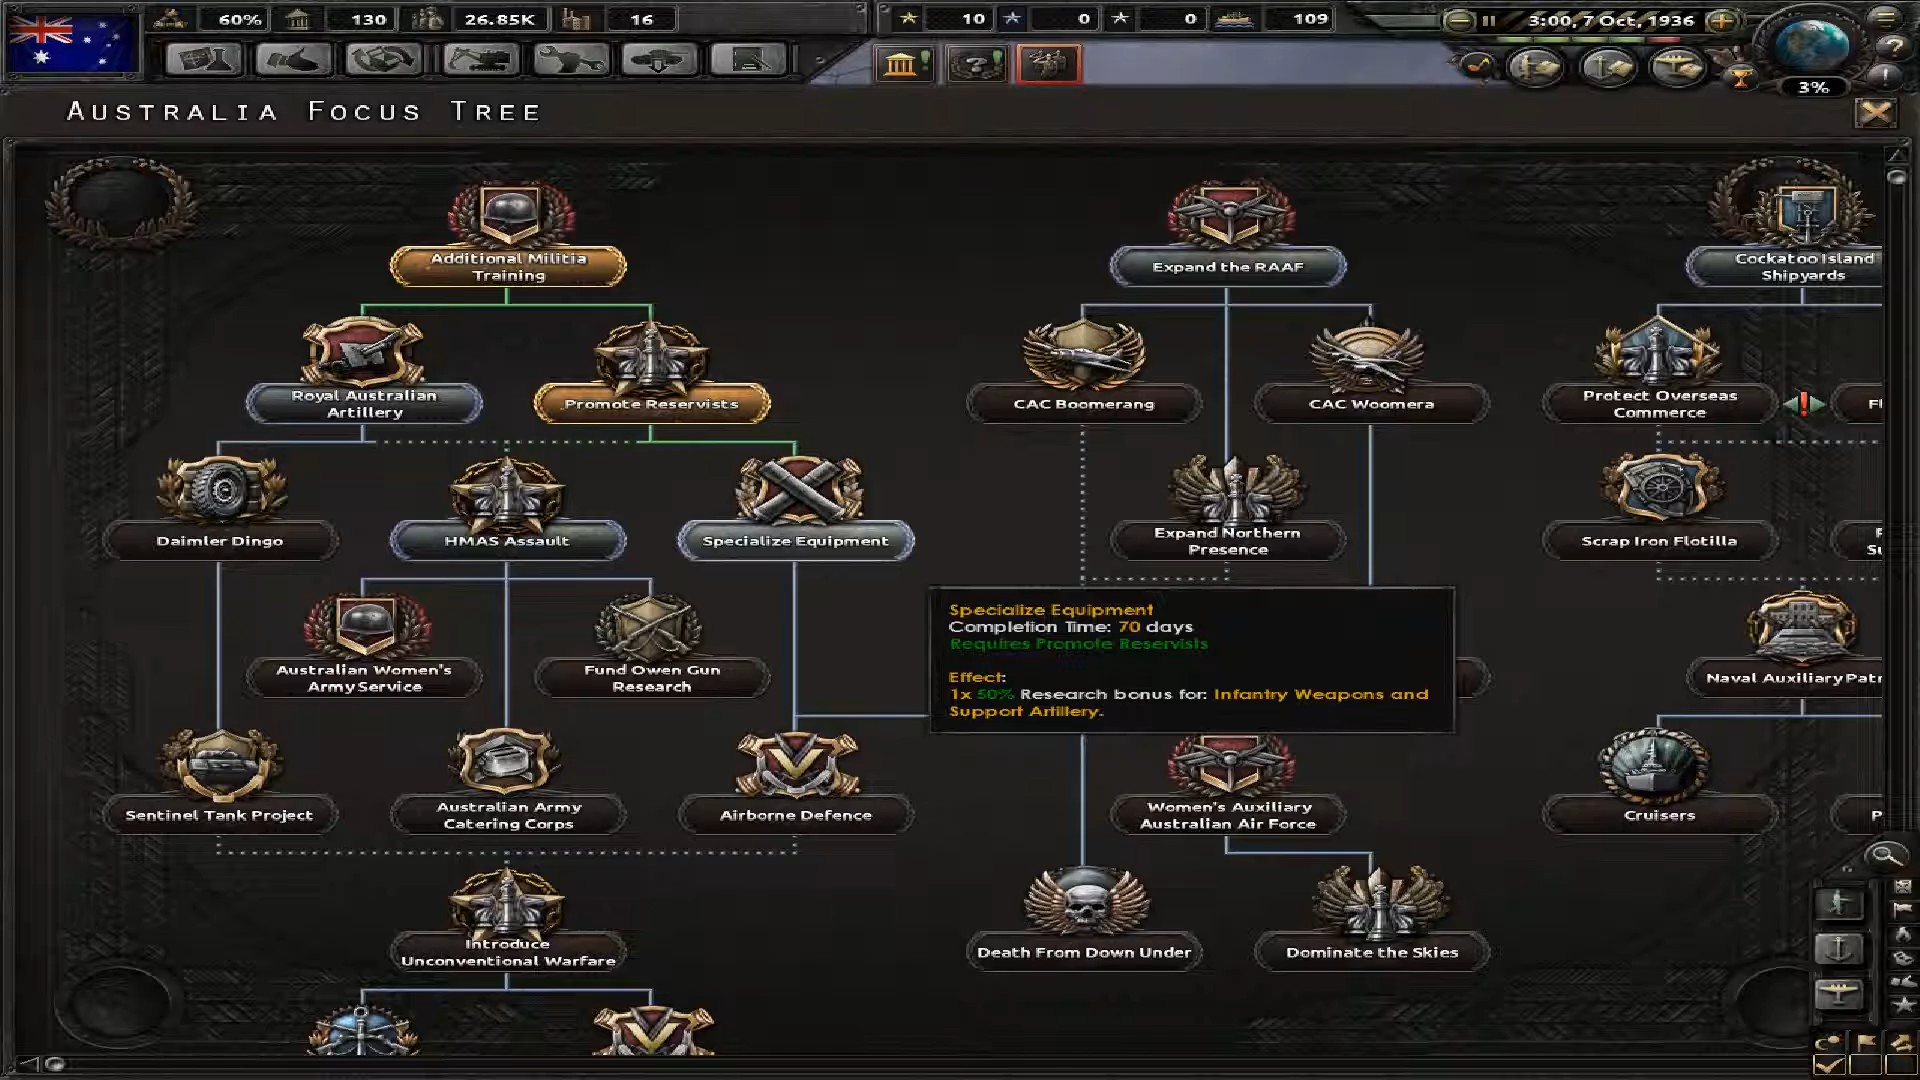 60%
130
26.85K
16
10
0
0
109
3:00, 7 Oct, 1936
3%
AUSTRALIA FOCUS TREE
Additional Militia
Training
Expand the RAAF
Cockatoo Island
Shipyards
Royal Australian
Artillery
Promote Reservists
CAC Boomerang
CAC Woomera
Protect Overseas
Commerce
Daimler Dingo
HMAS Assault
Specialize Equipment
Expand Northern
Presence
Scrap Iron Flotilla
Specialize Equipment
Completion Time: 70 days
Requires Promote Reservists
Effect:
1x 50% Research bonus for: Infantry Weapons and
Support Artillery.
Australian Women's
Army Service
Fund Owen Gun
Research
Naval Auxiliary Patr
Sentinel Tank Project
Australian Army
Catering Corps
Airborne Defence
Women's Auxiliary
Australian Air Force
Cruisers
Introduce
Unconventional Warfare
Death From Down Under
Dominate the Skies